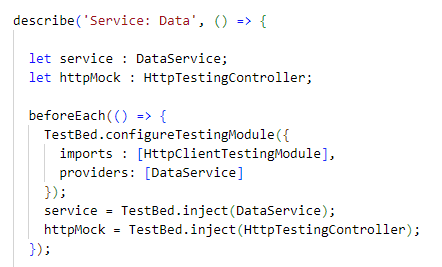 describe('Service: Data', () => {
let service : DataService;
let httpMock : HttpTestingController;
beforeEach(() => {
TestBed.configureTestingModule({
imports : [HttpClientTestingModule],
providers: [DataService]
});
service = TestBed.inject(DataService);
httpMock = TestBed.inject(HttpTestingController);
});